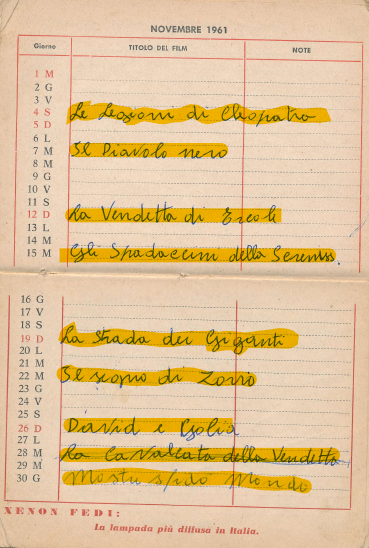 NOVEMBRE 1961
Giorno TITOLO DEL FILM NOTE
1 M
2 G
3 V
4 S Le Legioni di Cleopatra
5 D
6 L
7 M Il Diavolo nero
8 M
9 G
10 V
11 S
12 D La Vendetta di Ercole
13 L
14 M
15 M Gli Spadaccini della Sereniss.
16 G
17 V
18 S
19 D La Strada dei Giganti
20 L
21 M
22 M Il segno di Zorro
23 G
24 V
25 S
26 D David e Golia
27 L
28 M La Cavalcata della Vendetta
29 M
30 G Mondo
XENON FEDI:
La lampada più diffusa in Italia.